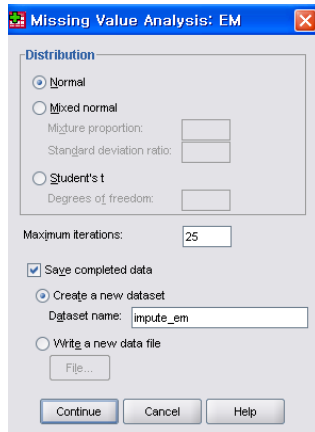 Missing Value Analysis: EM
Distribution
Normal
Mixed normal
Mixture proportion:
Standard deviation ratio:
Student's t
Degrees of freedom:
Maximum iterations: 25
Save completed data
Create a new dataset
Dataset name: impute_em
Write a new data file
File...
Continue Cancel Help